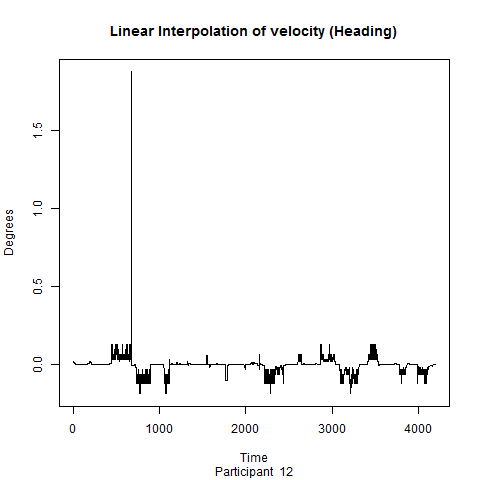 Linear Interpolation of velocity (Heading)
Degrees
1.5
1.0
0.5
0.0
0 1000 2000 3000 4000
Time
Participant 12